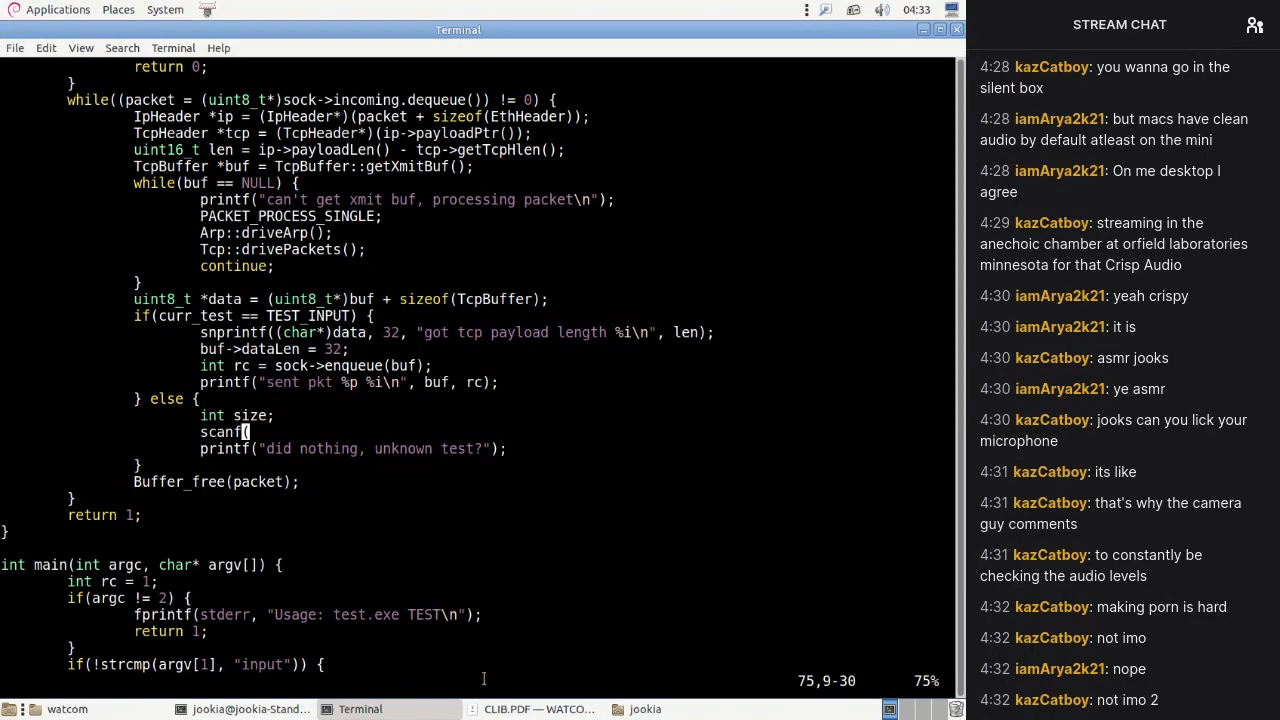 Applications Places System 04:33
Terminal
File Edit View Search Terminal Help
return 0;
}
while((packet = (uint8_t*)sock->incoming.dequeue()) != 0) {
IpHeader *ip = (IpHeader*)(packet + sizeof(EthHeader));
TcpHeader *tcp = (TcpHeader*)(ip->payloadPtr());
uint16_t len = ip->payloadLen() - tcp->getTcpHlen();
TcpBuffer *buf = TcpBuffer::getXmitBuf();
while(buf == NULL) {
printf("can't get xmit buf, processing packet\n");
PACKET_PROCESS_SINGLE;
Arp::driveArp();
Tcp::drivePackets();
continue;
}
uint8_t *data = (uint8_t*)buf + sizeof(TcpBuffer);
if(curr_test == TEST_INPUT) {
snprintf((char*)data, 32, "got tcp payload length %i\n", len);
buf->dataLen = 32;
int rc = sock->enqueue(buf);
printf("sent pkt %p %i\n", buf, rc);
} else {
int size;
scanf(
printf("did nothing, unknown test?");
}
Buffer_free(packet);
}
return 1;
}
int main(int argc, char* argv[]) {
int rc = 1;
if(argc != 2) {
fprintf(stderr, "Usage: test.exe TEST\n");
return 1;
}
if(!strcmp(argv[1], "input")) {
75,9-30 75%
watcom jookia@jookia-Stand... Terminal CLIB.PDF — WATCO... jookia
STREAM CHAT
4:28 kazCatboy: you wanna go in the
silent box
4:28 iamArya2k21: but macs have clean
audio by default atleast on the mini
4:28 iamArya2k21: On me desktop I
agree
4:29 kazCatboy: streaming in the
anechoic chamber at orfield laboratories
minnesota for that Crisp Audio
4:30 iamArya2k21: yeah crispy
4:30 iamArya2k21: it is
4:30 kazCatboy: asmr jooks
4:30 iamArya2k21: ye asmr
4:30 kazCatboy: jooks can you lick your
microphone
4:31 kazCatboy: its like
4:31 kazCatboy: that's why the camera
guy comments
4:31 kazCatboy: to constantly be
checking the audio levels
4:32 kazCatboy: making porn is hard
4:32 kazCatboy: not imo
4:32 iamArya2k21: nope
4:32 kazCatboy: not imo 2